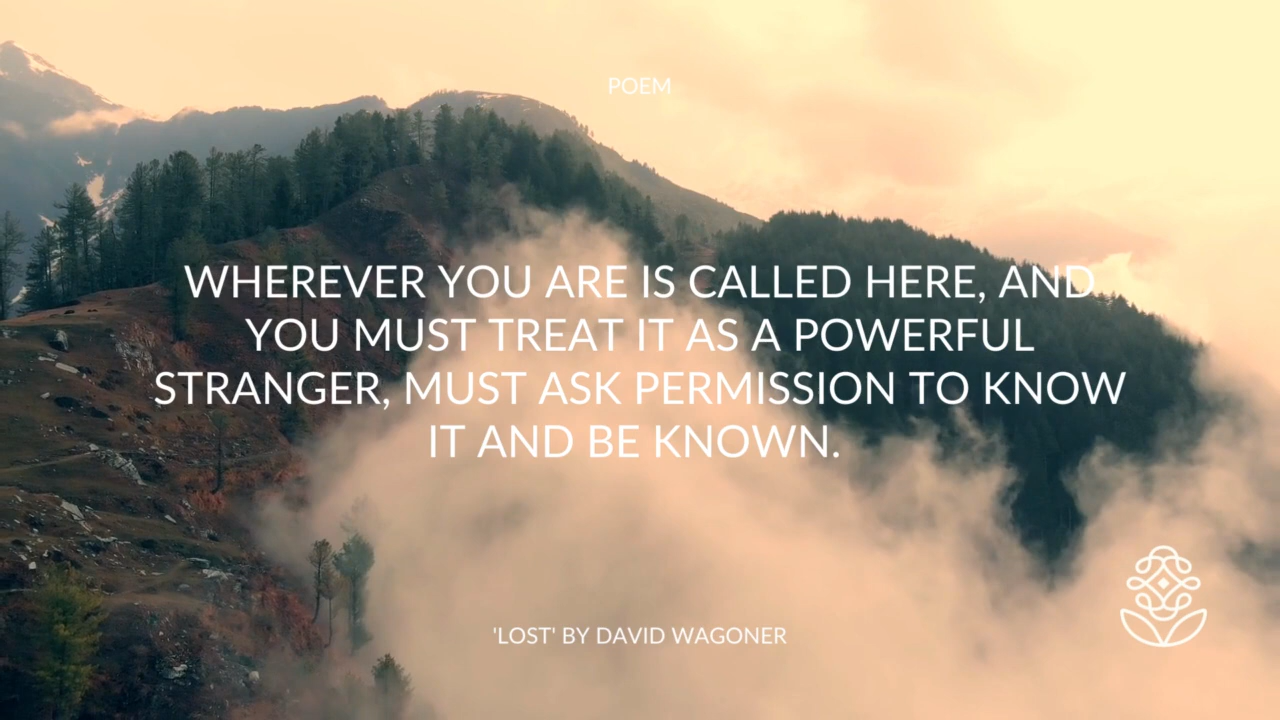 POEM
WHEREVER YOU ARE IS CALLED HERE, AND
YOU MUST TREAT IT AS A POWERFUL
STRANGER, MUST ASK PERMISSION TO KNOW
IT AND BE KNOWN.
'LOST' BY DAVID WAGONER